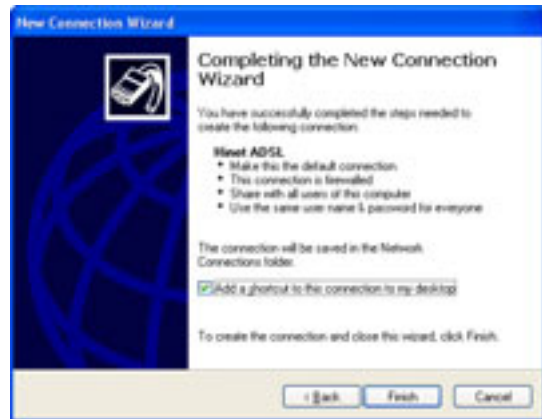 New Connection Wizard
Completing the New Connection
Wizard
You have successfully completed the steps needed to
create the following connection:
Hinet ADSL
• Make this the default connection
• This connection is firewalled
• Share with all users of this computer
• Use the same user name & password for everyone
The connection will be saved in the Network
Connections folder.
Add a shortcut to this connection to my desktop
To create the connection and close this wizard, click Finish.
< Back
Finish
Cancel